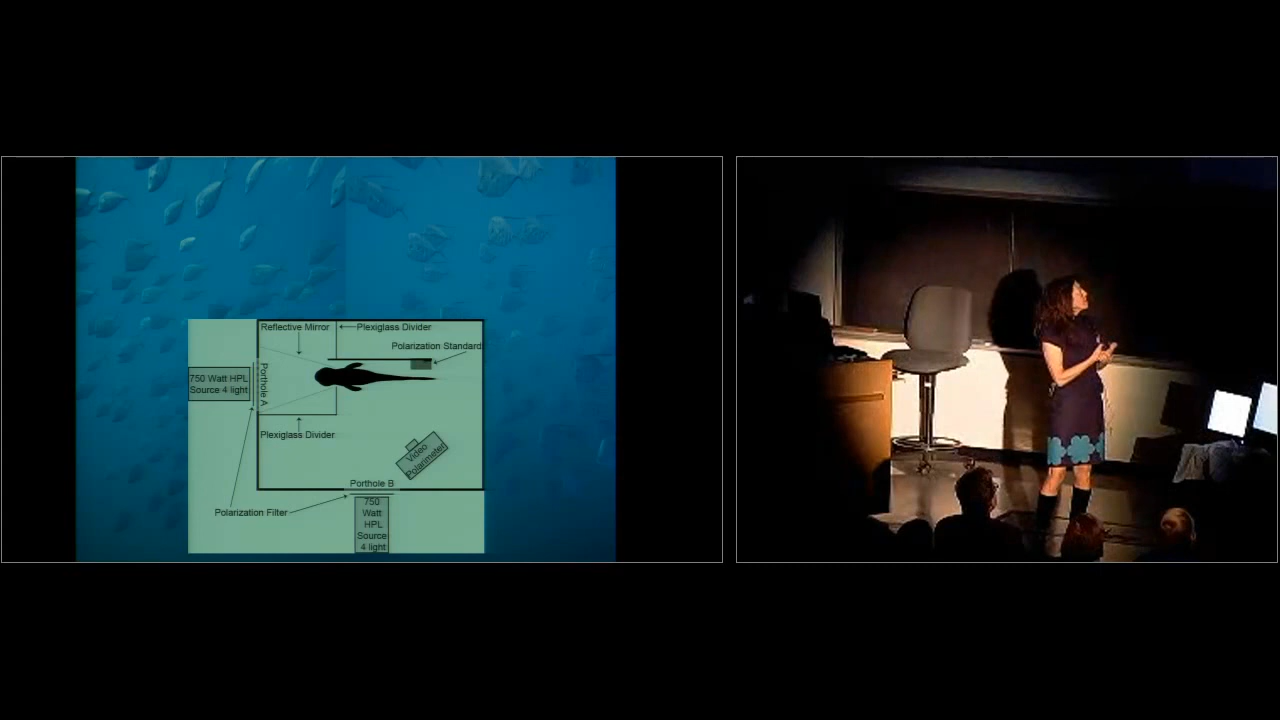 Reflective Mirror
Plexiglass Divider
Polarization Standard
750 Watt HPL
Source 4 light
Porthole A
Plexiglass Divider
Video
Polarimeter
Porthole B
Polarization Filter
750
Watt
HPL
Source
4 light